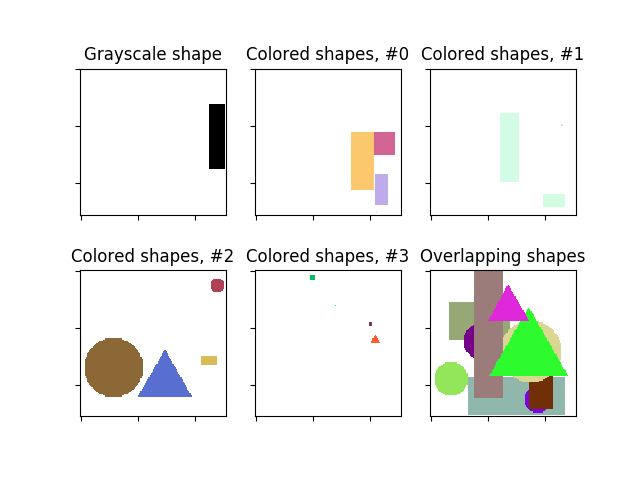 Grayscale shape
Colored shapes, #0
Colored shapes, #1
Colored shapes, #2
Colored shapes, #3
Overlapping shapes